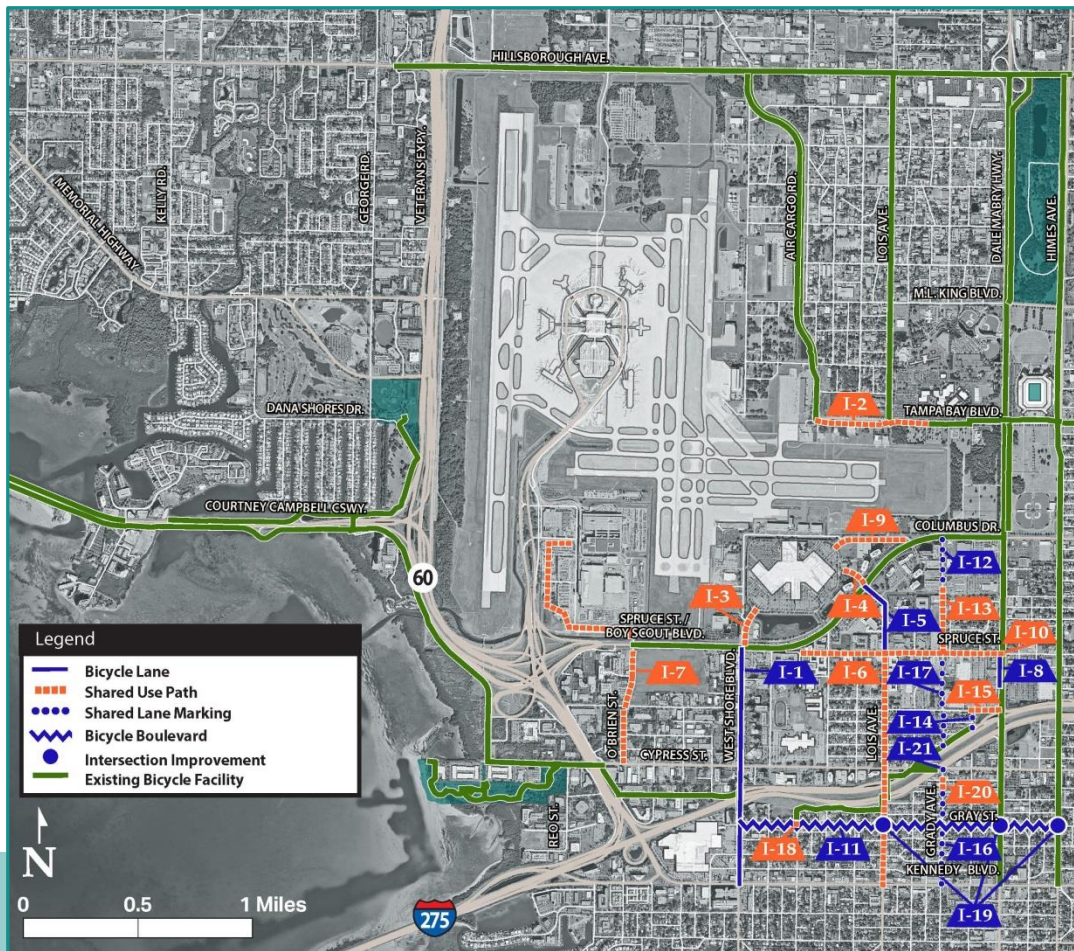 HILLSBOROUGH AVE.
MEMORIAL HIGHWAY
KELLY RD.
GEORGE RD.
VETERANS EXPY.
AIR CARGO RD.
LOIS AVE.
DALE MABRY HWY.
HIMES AVE.
M.L. KING BLVD.
DANA SHORES DR.
I-2
TAMPA BAY BLVD.
COURTNEY CAMPBELL CSWY.
COLUMBUS DR.
I-9
I-12
60
I-3
I-4
I-13
SPRUCE ST. /
BOY SCOUT BLVD.
I-5
SPRUCE ST.
I-10
I-7
WEST SHORE BLVD.
I-1
I-6
I-17
I-8
I-15
O'BRIEN ST.
LOIS AVE.
I-14
CYPRESS ST.
I-21
REO ST.
GRADY AVE.
I-20
GRAY ST.
I-18
I-11
I-16
KENNEDY BLVD.
I-19
Legend
Bicycle Lane
Shared Use Path
Shared Lane Marking
Bicycle Boulevard
Intersection Improvement
Existing Bicycle Facility
N
0 0.5 1 Miles
INTERSTATE
275